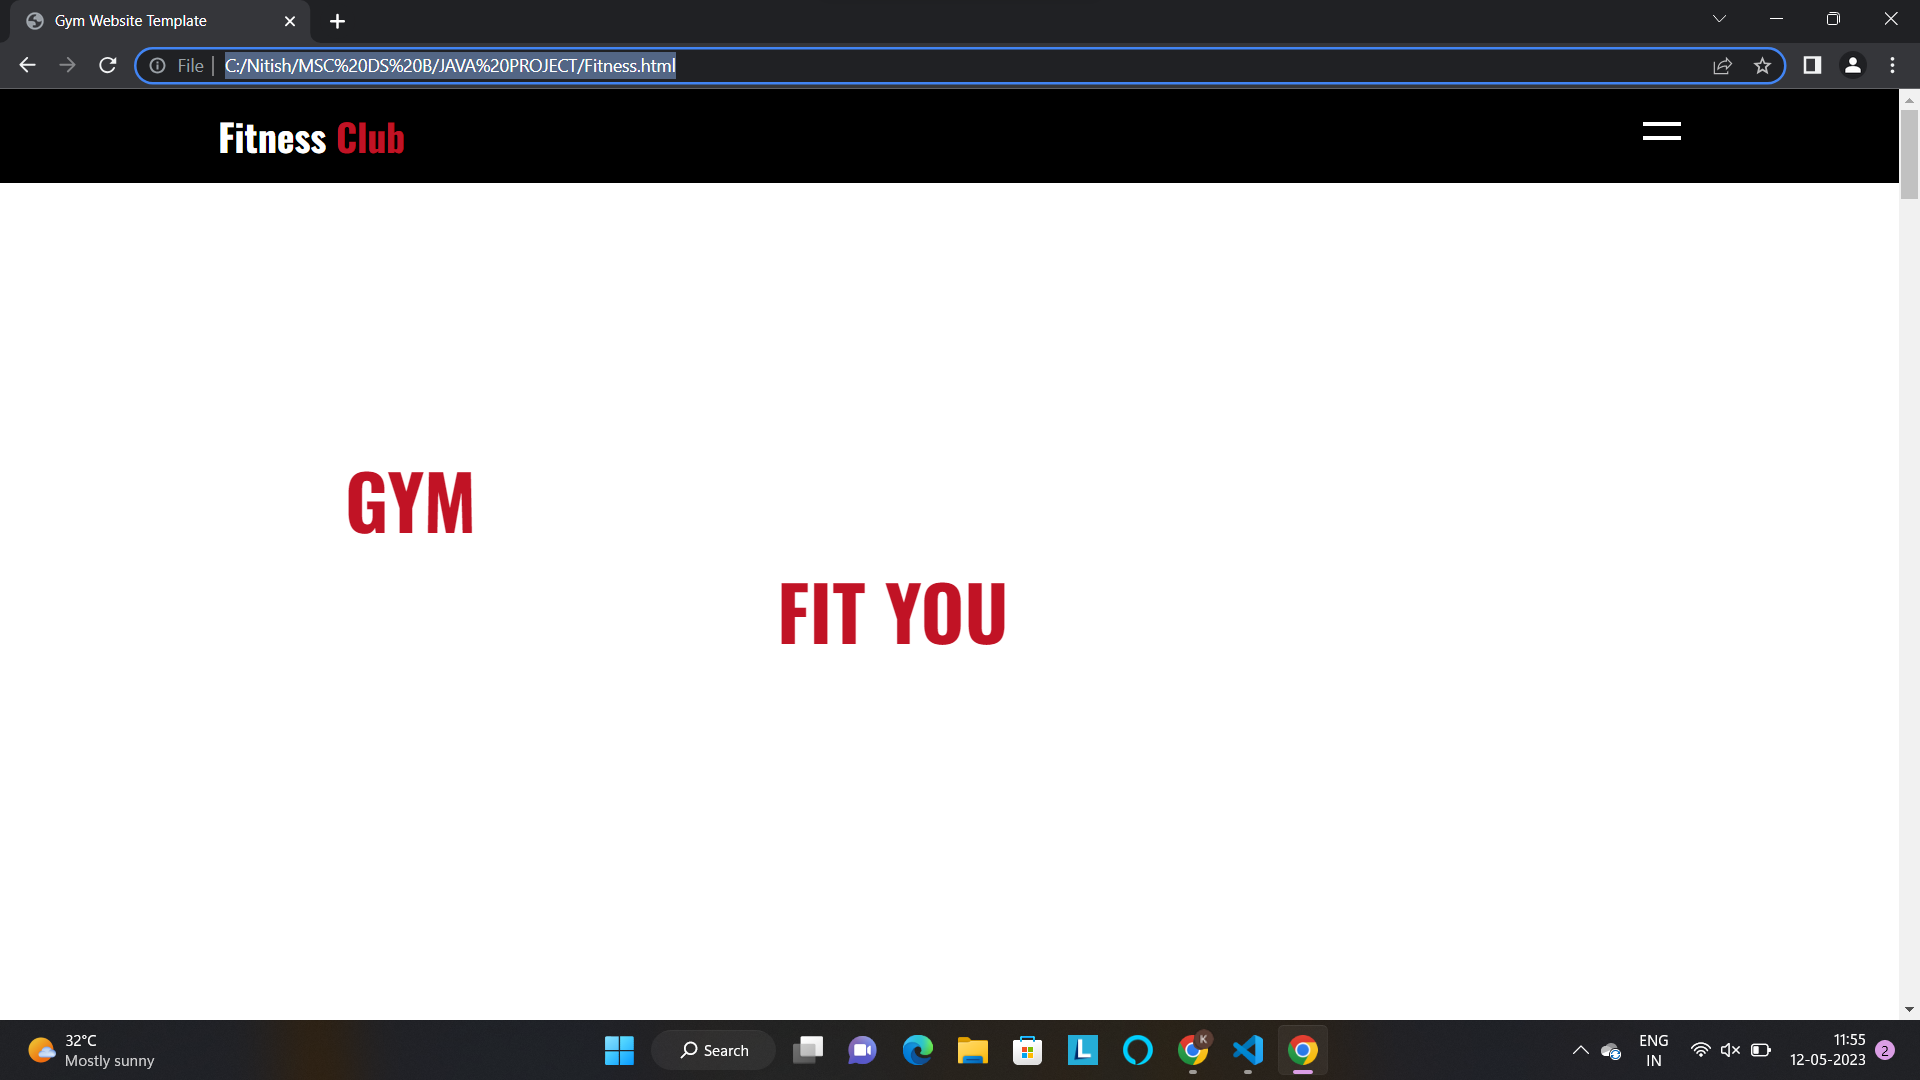 Gym Website Template
File
C:/Nitish/MSC%20DS%20B/JAVA%20PROJECT/Fitness.html
Fitness Club
GYM
FIT YOU
32°C
Mostly sunny
Search
L
K
ENG
IN
11:55
12-05-2023
2